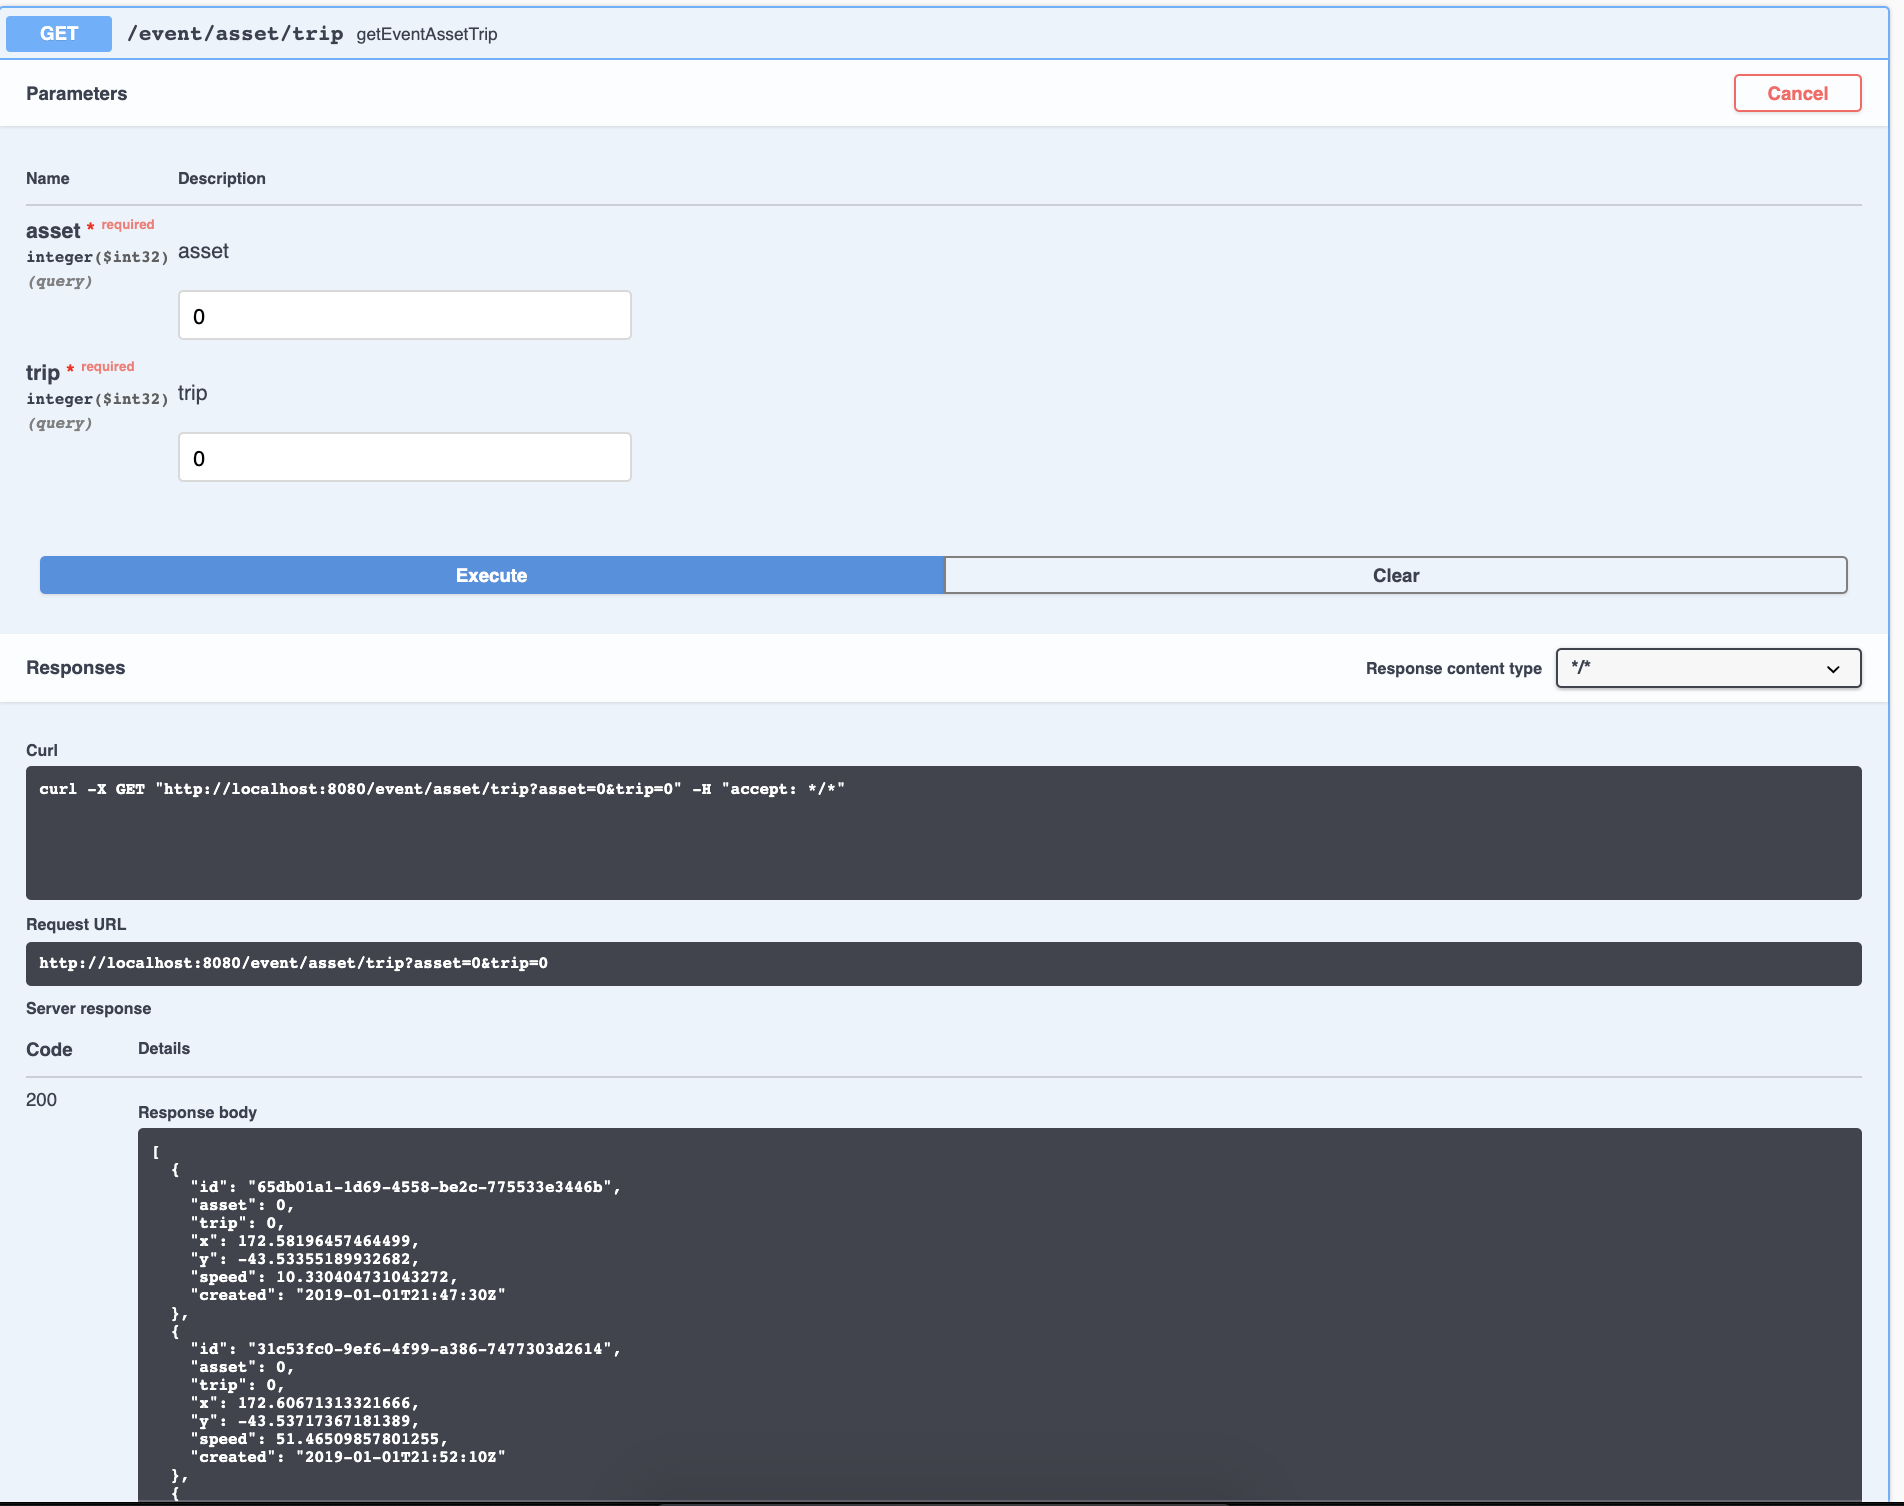 GET /event/asset/trip getEventAssetTrip
Parameters
Cancel
Name Description
asset * required
integer($int32)
(query)
asset
0
trip * required
integer($int32)
(query)
trip
0
Execute Clear
Responses
Response content type */*
Curl
curl -X GET "http://localhost:8080/event/asset/trip?asset=0&trip=0" -H "accept: */*"
Request URL
http://localhost:8080/event/asset/trip?asset=0&trip=0
Server response
Code Details
200
Response body
[
  {
    "id": "65db01a1-1d69-4558-be2c-775533e3446b",
    "asset": 0,
    "trip": 0,
    "x": 172.58196457464499,
    "y": -43.53355189932682,
    "speed": 10.330404731043272,
    "created": "2019-01-01T21:47:30Z"
  },
  {
    "id": "31c53fc0-9ef6-4f99-a386-7477303d2614",
    "asset": 0,
    "trip": 0,
    "x": 172.60671313321666,
    "y": -43.53717367181389,
    "speed": 51.46509857801255,
    "created": "2019-01-01T21:52:10Z"
  },
  {